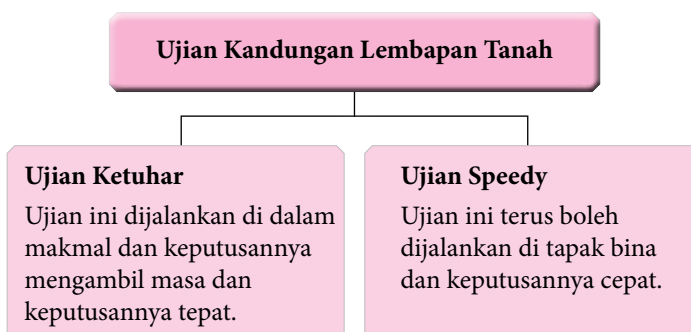 Ujian Kandungan Lembapan Tanah
Ujian Ketuhar
Ujian ini dijalankan di dalam
makmal dan keputusannya
mengambil masa dan
keputusannya tepat.
Ujian Speedy
Ujian ini terus boleh
dijalankan di tapak bina
dan keputusannya cepat.